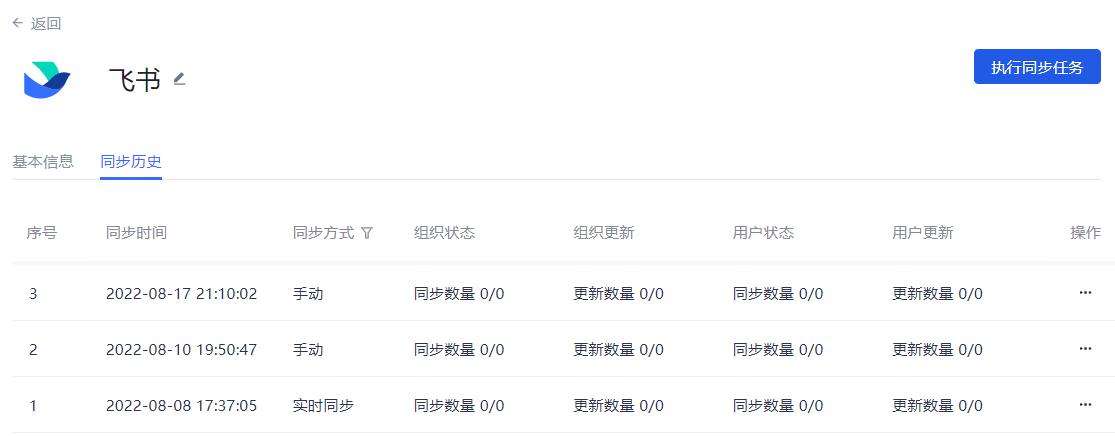 返回
飞书
执行同步任务
基本信息 同步历史
序号 同步时间 同步方式 组织状态 组织更新 用户状态 用户更新 操作
3 2022-08-17 21:10:02 手动 同步数量 0/0 更新数量 0/0 同步数量 0/0 更新数量 0/0
2 2022-08-10 19:50:47 手动 同步数量 0/0 更新数量 0/0 同步数量 0/0 更新数量 0/0
1 2022-08-08 17:37:05 实时同步 同步数量 0/0 更新数量 0/0 同步数量 0/0 更新数量 0/0